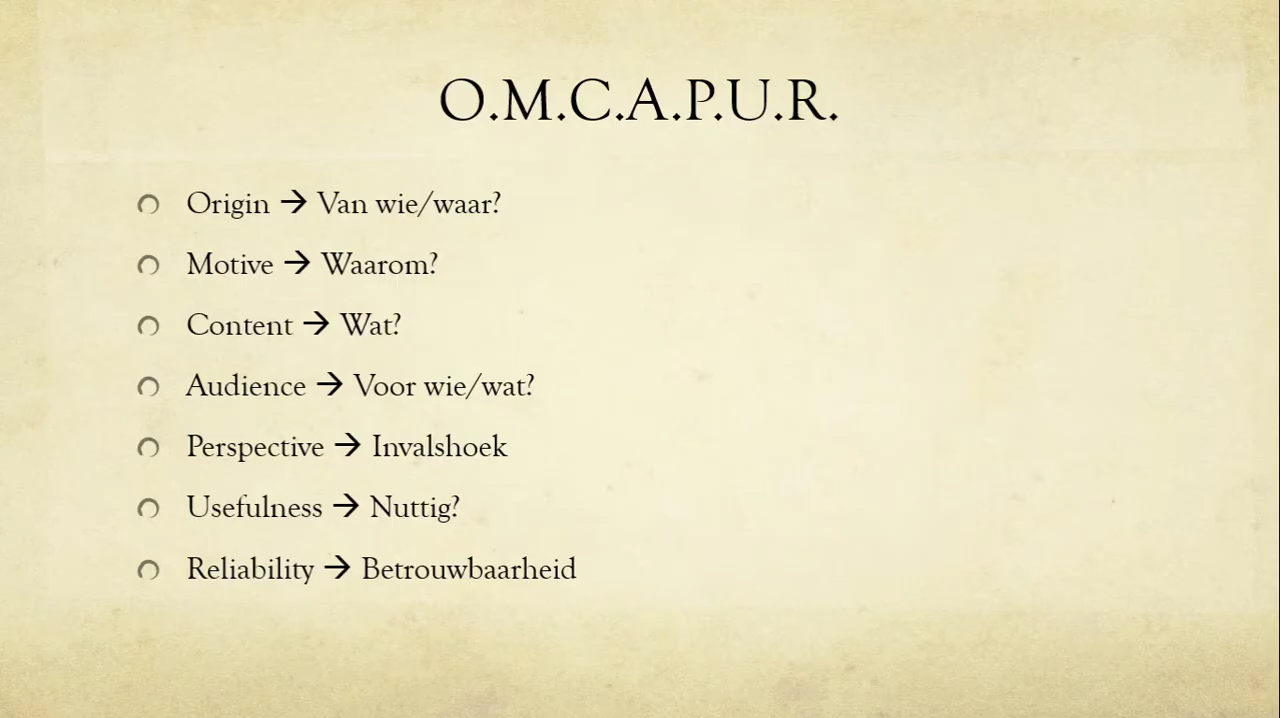 O.M.C.A.P.U.R.
Origin → Van wie/waar?
Motive → Waarom?
Content → Wat?
Audience → Voor wie/wat?
Perspective → Invalshoek
Usefulness → Nuttig?
Reliability → Betrouwbaarheid